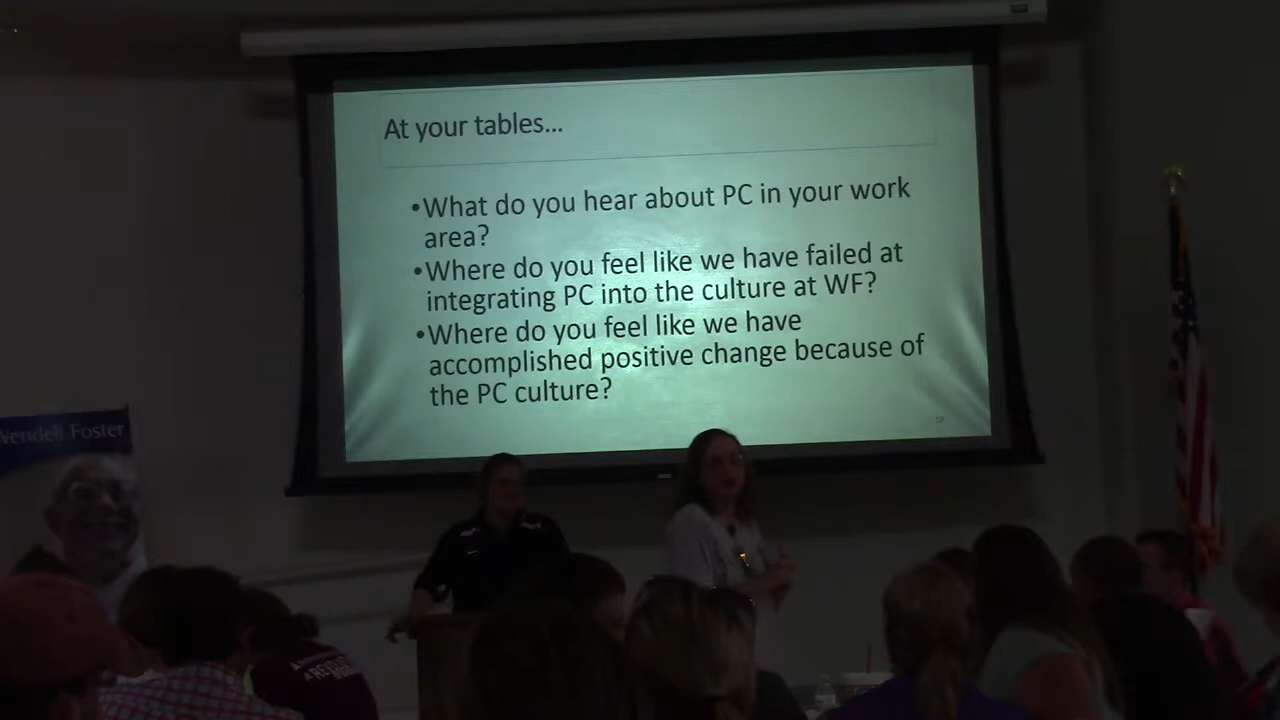 At your tables...
•What do you hear about PC in your work
area?
•Where do you feel like we have failed at
integrating PC into the culture at WF?
•Where do you feel like we have
accomplished positive change because of
the PC culture?
Wendell Foster